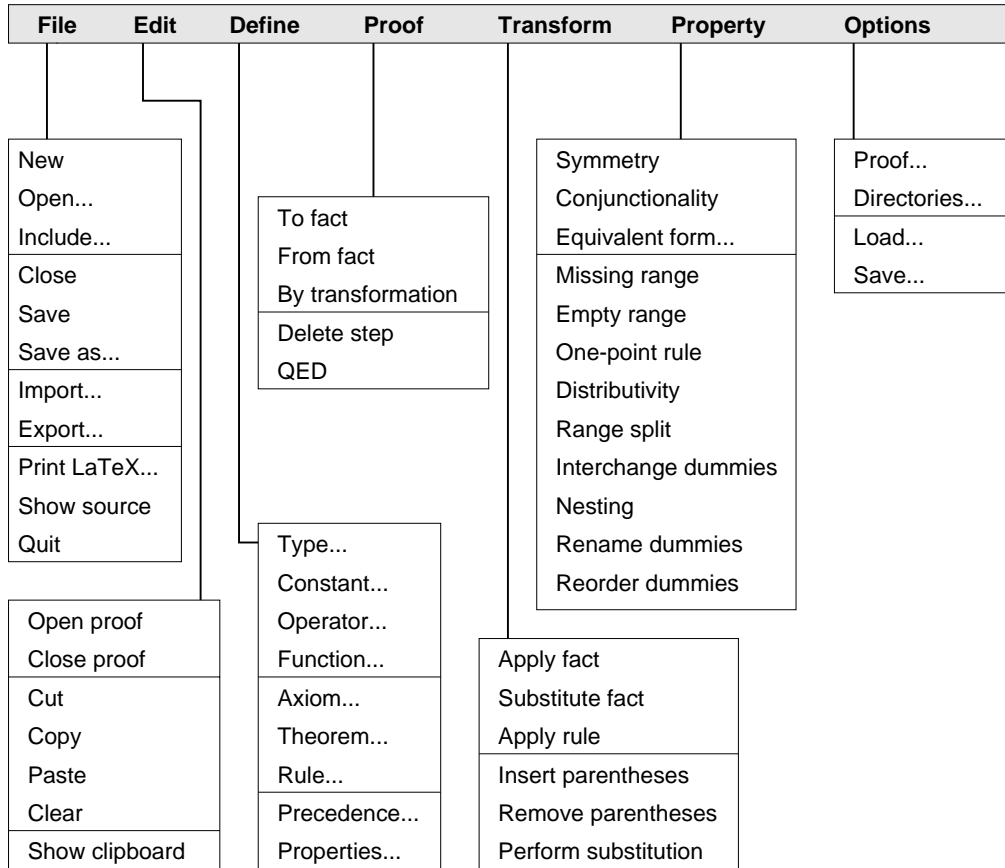 File Edit Define Proof Transform Property Options
New
Open...
Include...
Close
Save
Save as...
Import...
Export...
Print LaTeX...
Show source
Quit
Open proof
Close proof
Cut
Copy
Paste
Clear
Show clipboard
Type...
Constant...
Operator...
Function...
Axiom...
Theorem...
Rule...
Precedence...
Properties...
To fact
From fact
By transformation
Delete step
QED
Apply fact
Substitute fact
Apply rule
Insert parentheses
Remove parentheses
Perform substitution
Symmetry
Conjunctionality
Equivalent form...
Missing range
Empty range
One-point rule
Distributivity
Range split
Interchange dummies
Nesting
Rename dummies
Reorder dummies
Proof...
Directories...
Load...
Save...